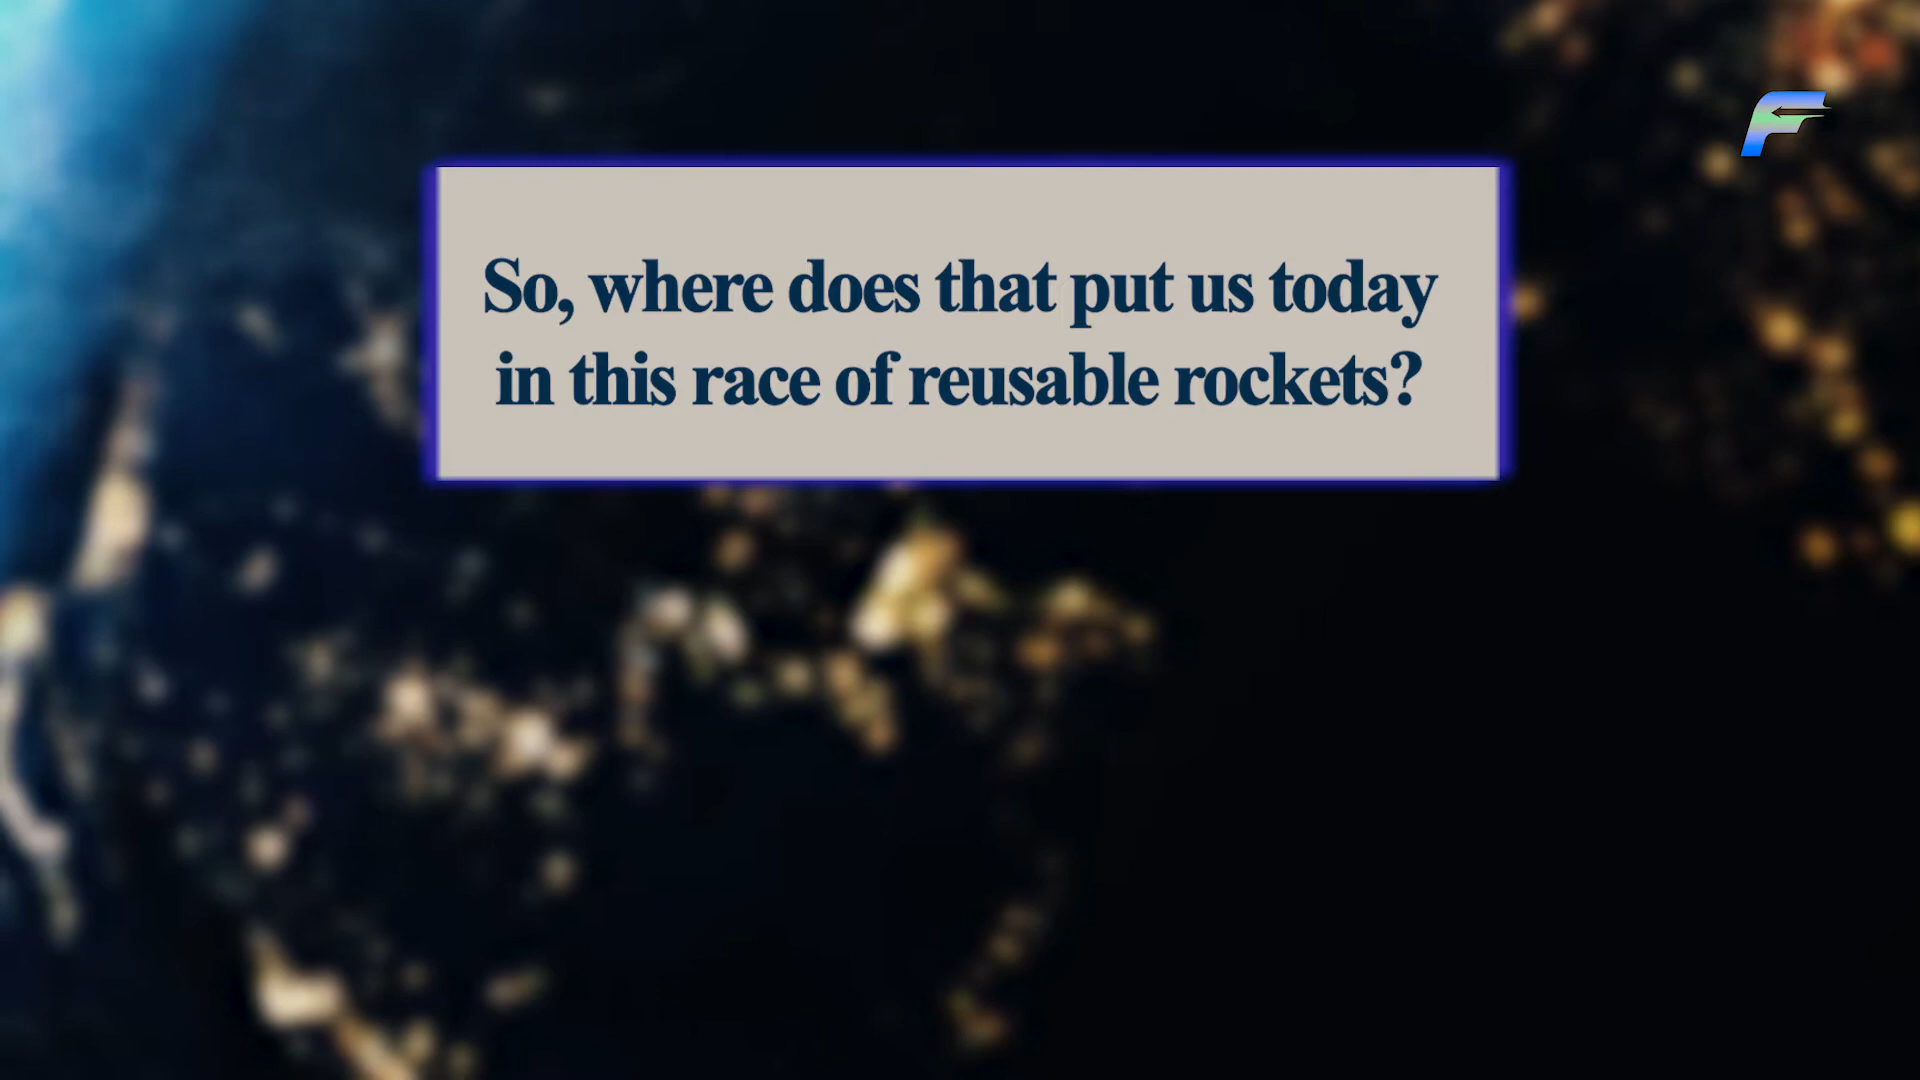 So, where does that put us today
in this race of reusable rockets?
F